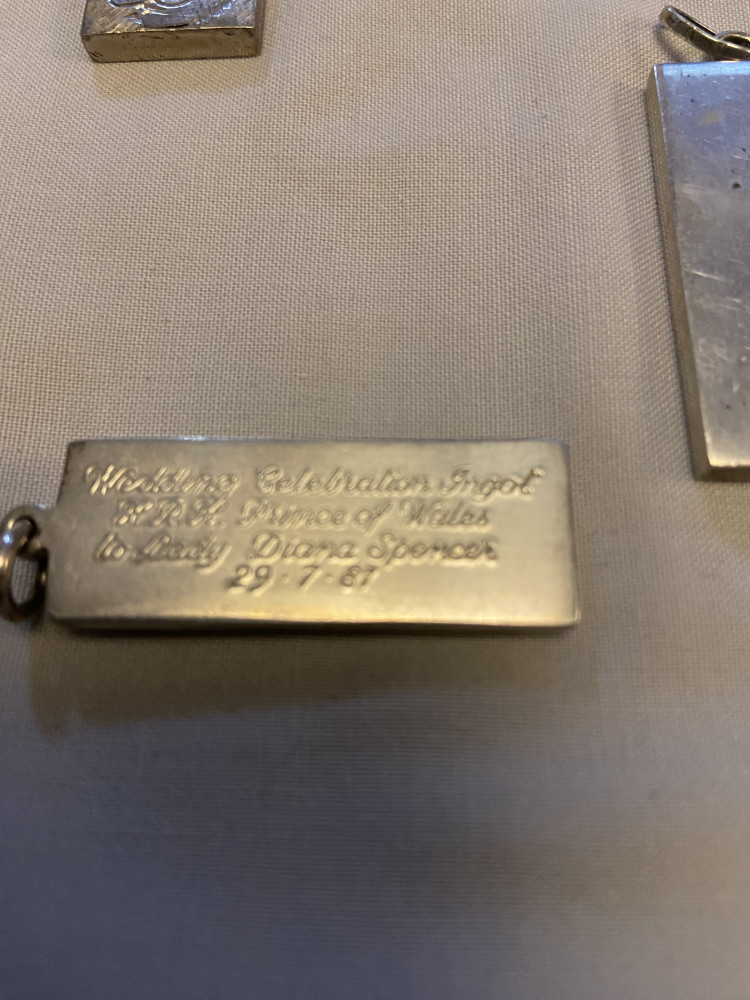 Wedding Celebration Ingot
H.R.H. Prince of Wales
to Lady Diana Spencer
29·7·81